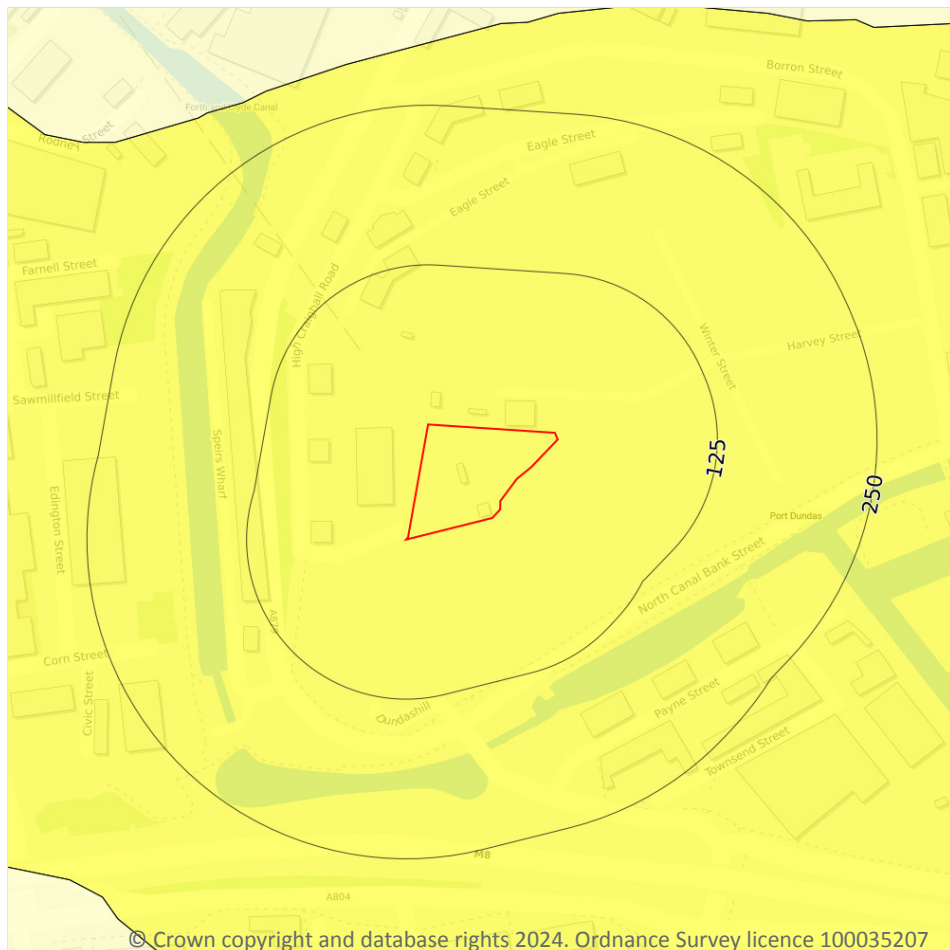 Borron Street
Forth and Clyde Canal
Rodney Street
Eagle Street
Eagle Street
Farnell Street
High Craighall Road
Winter Street
Harvey Street
Sawmillfield Street
Speirs Wharf
125
250
Edington Street
Port Dundas
North Canal Bank Street
A879
Corn Street
Civic Street
Payne Street
Dundashill
Townsend Street
M8
A804
© Crown copyright and database rights 2024. Ordnance Survey licence 100035207